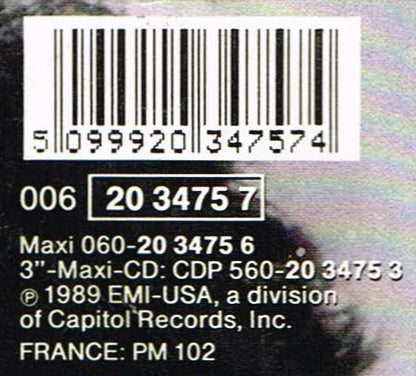 5 099920 347574
006 20 3475 7
Maxi 060-20 3475 6
3"-Maxi-CD: CDP 560-20 3475 3
℗ 1989 EMI-USA, a division
of Capitol Records, Inc.
FRANCE: PM 102